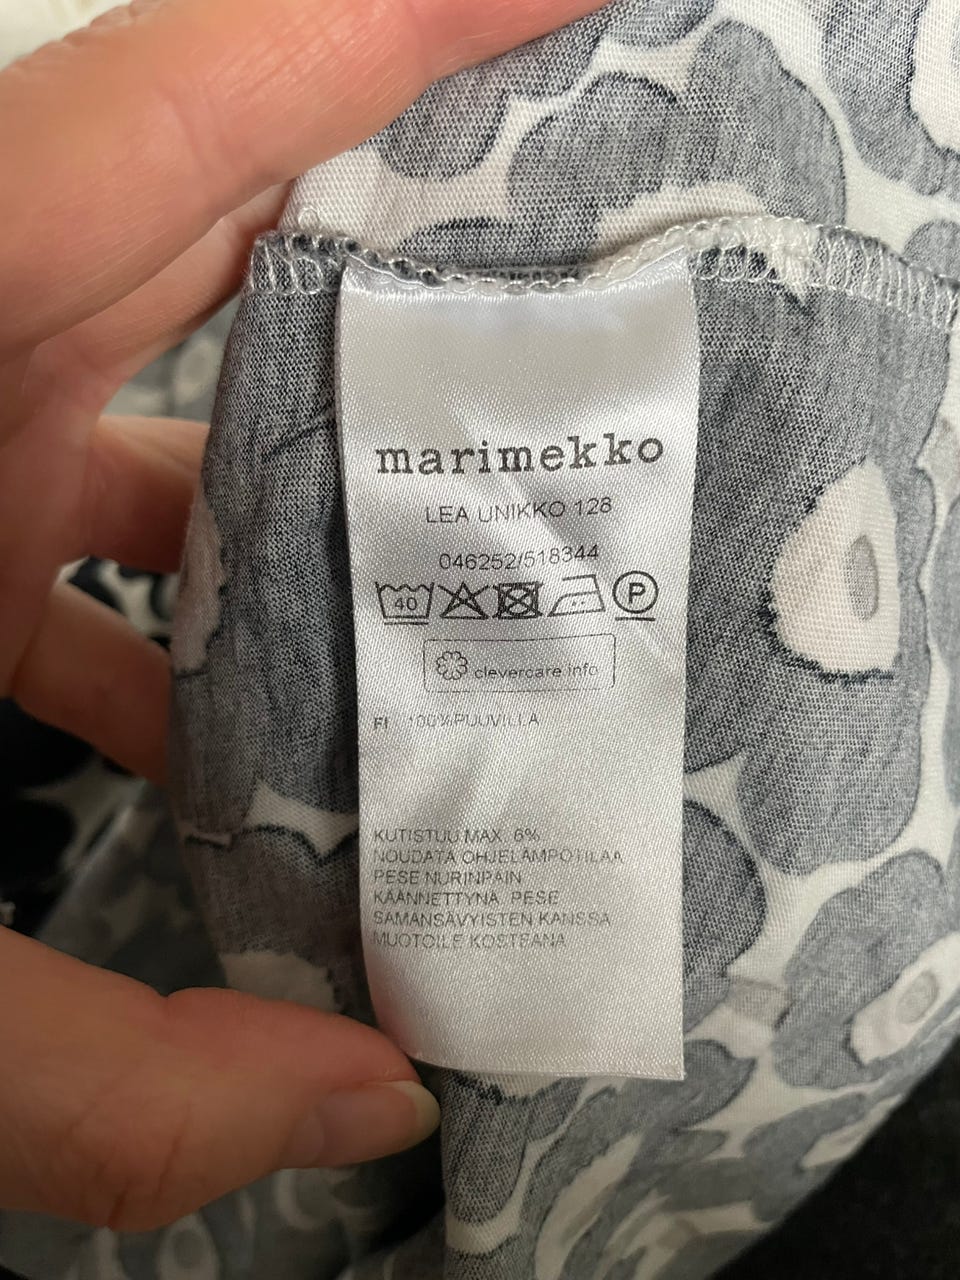 marimekko
LEA UNIKKO 128
046252/518344
40 P
clevercare.info
FI 100%PUUVILLA
KUTISTUU MAX 6%
NOUDATA OHJELÄMPÖTILAA
PESE NURINPÄIN
KÄÄNNETTYNÄ PESE
SAMANSÄVYISTEN KANSSA
MUOTOILE KOSTEANA